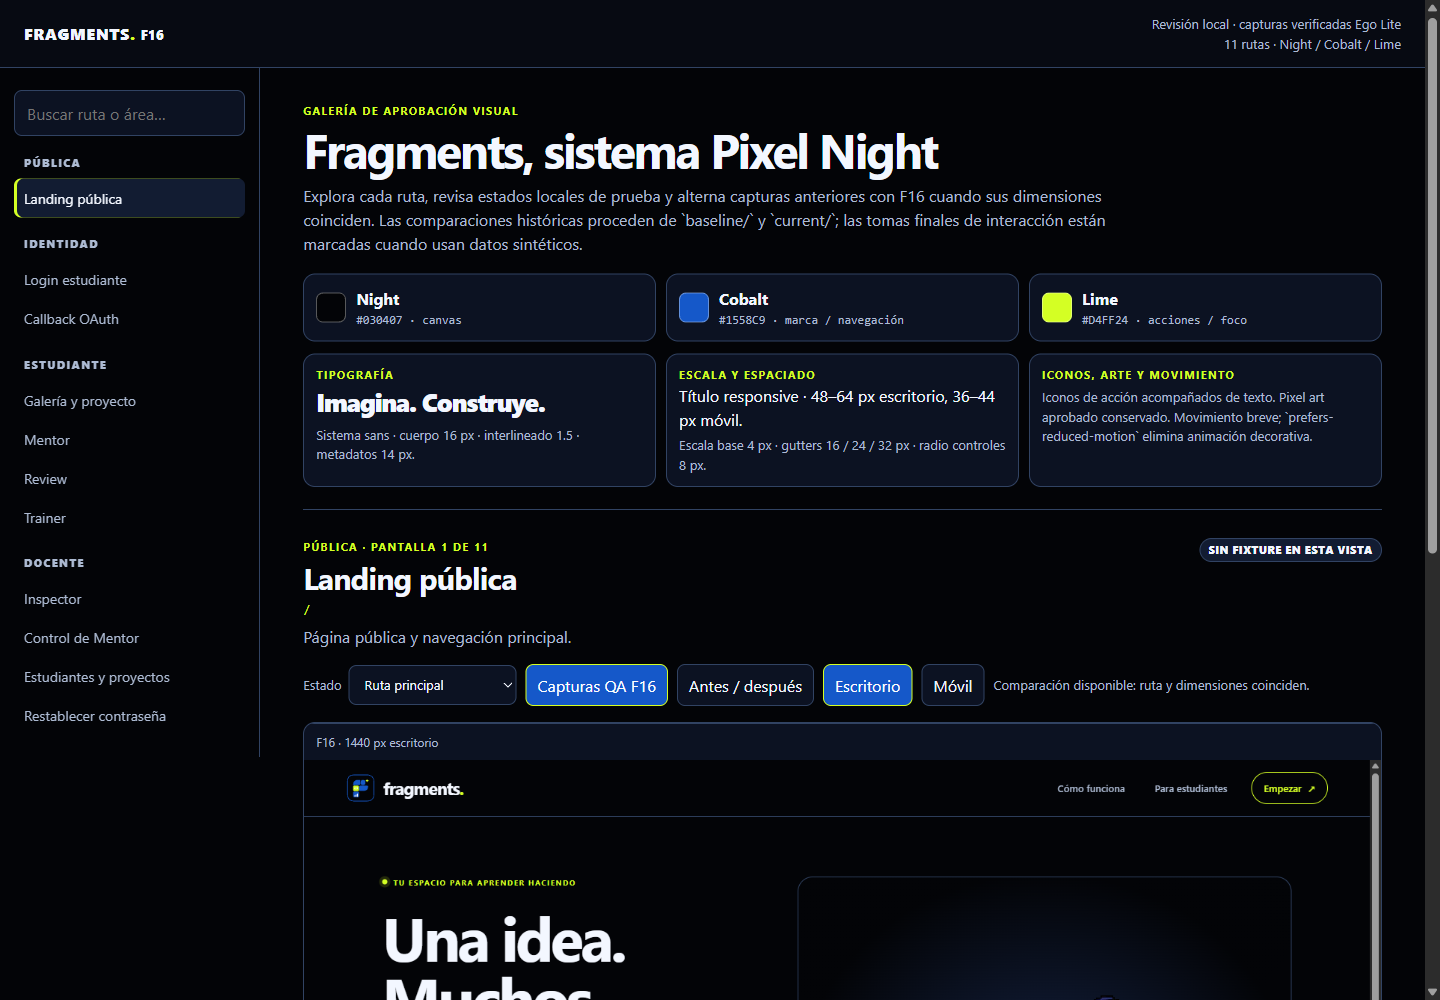 FRAGMENTS. F16
Revisión local · capturas verificadas Ego Lite
11 rutas · Night / Cobalt / Lime
Buscar ruta o área...
PÚBLICA
Landing pública
IDENTIDAD
Login estudiante
Callback OAuth
ESTUDIANTE
Galería y proyecto
Mentor
Review
Trainer
DOCENTE
Inspector
Control de Mentor
Estudiantes y proyectos
Restablecer contraseña
GALERÍA DE APROBACIÓN VISUAL
Fragments, sistema Pixel Night
Explora cada ruta, revisa estados locales de prueba y alterna capturas anteriores con F16 cuando sus dimensiones
coinciden. Las comparaciones históricas proceden de `baseline/` y `current/`; las tomas finales de interacción están
marcadas cuando usan datos sintéticos.
Night
#030407 · canvas
Cobalt
#1558C9 · marca / navegación
Lime
#D4FF24 · acciones / foco
TIPOGRAFÍA
Imagina. Construye.
Sistema sans · cuerpo 16 px · interlineado 1.5 ·
metadatos 14 px.
ESCALA Y ESPACIADO
Título responsive · 48–64 px escritorio, 36–44
px móvil.
Escala base 4 px · gutters 16 / 24 / 32 px · radio controles
8 px.
ICONOS, ARTE Y MOVIMIENTO
Iconos de acción acompañados de texto. Pixel art
aprobado conservado. Movimiento breve; `prefers-
reduced-motion` elimina animación decorativa.
PÚBLICA · PANTALLA 1 DE 11
SIN FIXTURE EN ESTA VISTA
Landing pública
/
Página pública y navegación principal.
Estado
Ruta principal
Capturas QA F16
Antes / después
Escritorio
Móvil
Comparación disponible: ruta y dimensiones coinciden.
F16 · 1440 px escritorio
fragments.
Cómo funciona
Para estudiantes
Empezar ↗
TU ESPACIO PARA APRENDER HACIENDO
Una idea.
Muchos